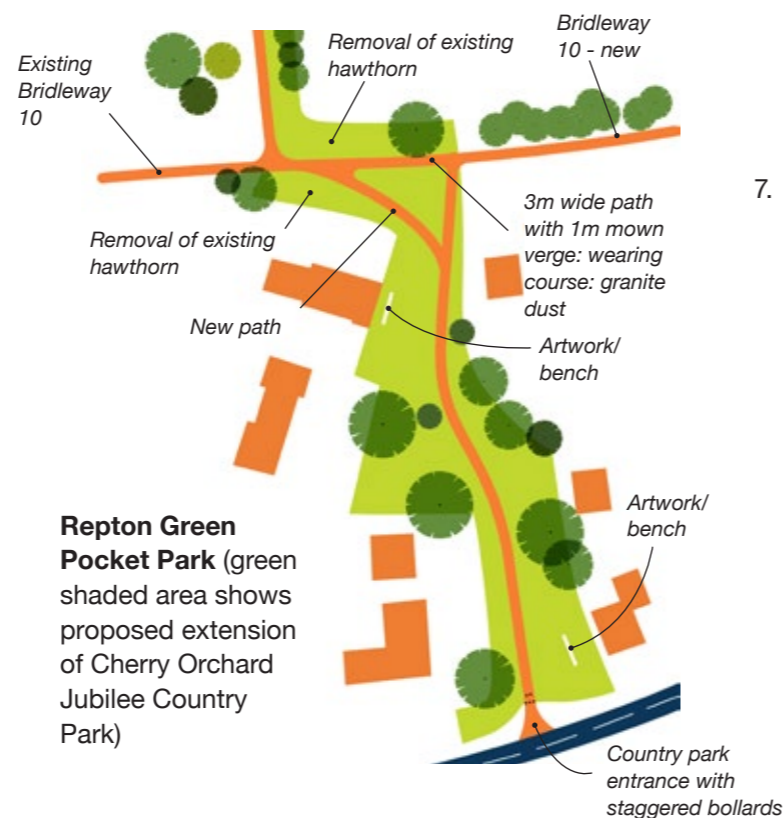 Existing
Bridleway
10
Removal of existing
hawthorn
Bridleway
10 - new
7.
3m wide path
with 1m mown
verge: wearing
course: granite
dust
Removal of existing
hawthorn
New path
Artwork/
bench
Artwork/
bench
Repton Green
Pocket Park (green
shaded area shows
proposed extension
of Cherry Orchard
Jubilee Country
Park)
Country park
entrance with
staggered bollards